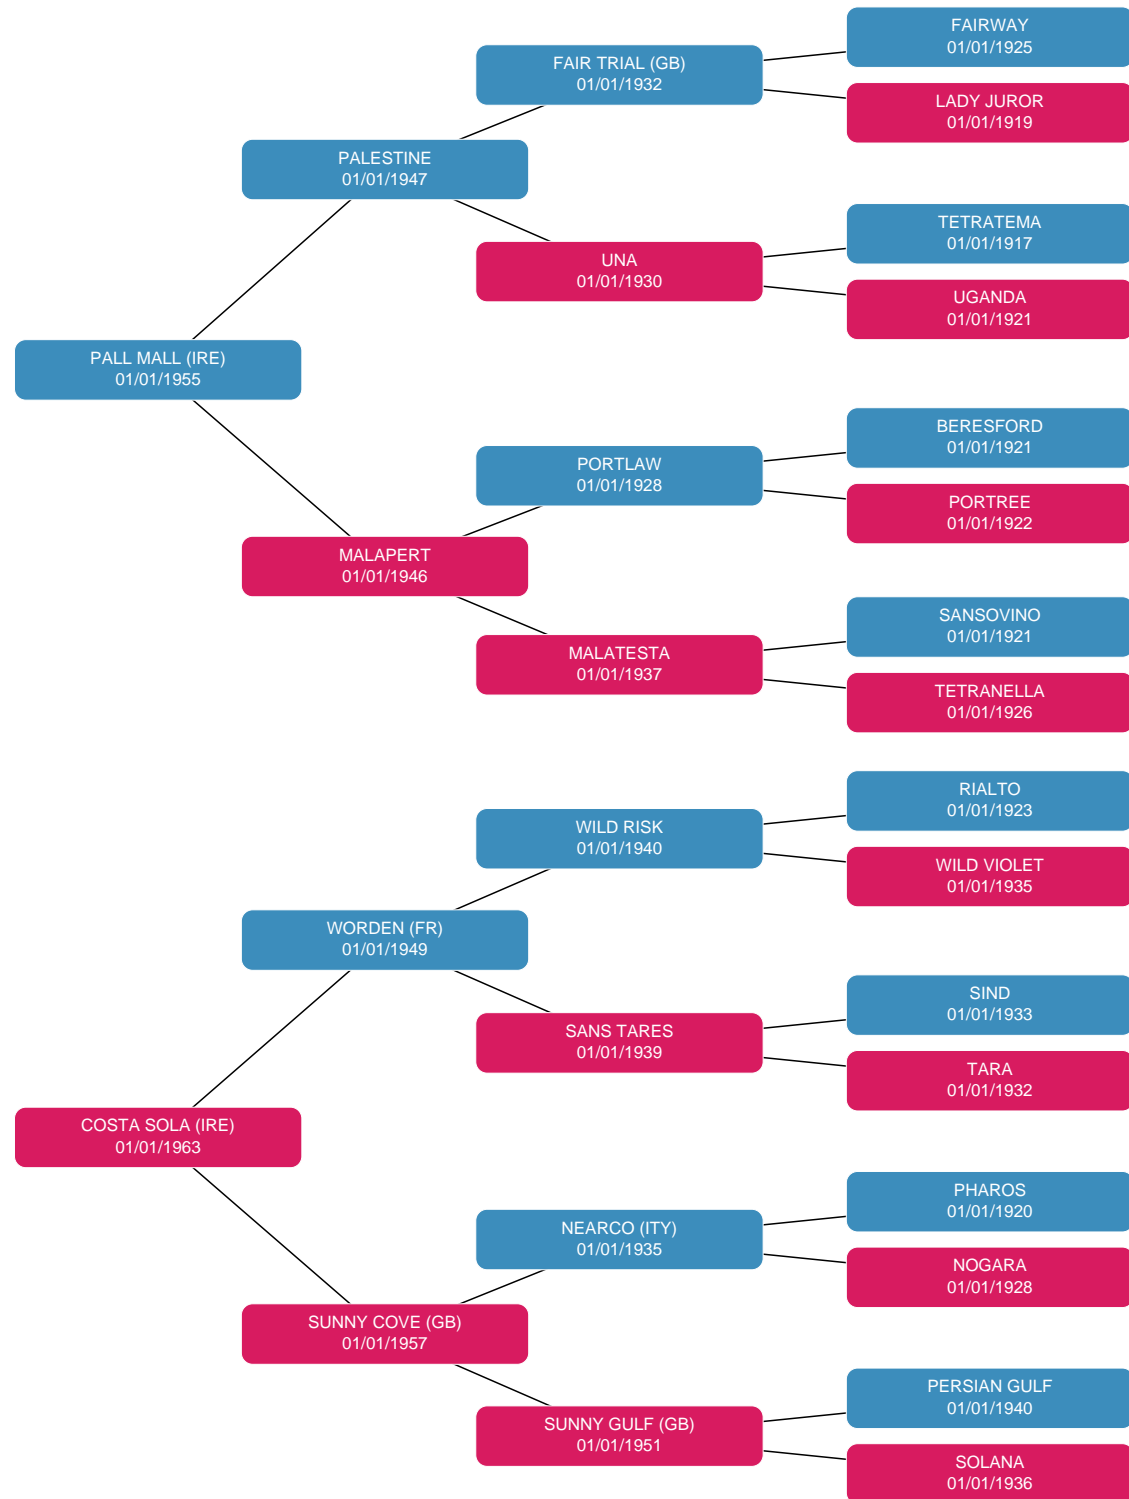 FAIRWAY
01/01/1925
FAIR TRIAL (GB)
01/01/1932
LADY JUROR
01/01/1919
PALESTINE
01/01/1947
TETRATEMA
01/01/1917
UNA
01/01/1930
UGANDA
01/01/1921
PALL MALL (IRE)
01/01/1955
BERESFORD
01/01/1921
PORTLAW
01/01/1928
PORTREE
01/01/1922
MALAPERT
01/01/1946
SANSOVINO
01/01/1921
MALATESTA
01/01/1937
TETRANELLA
01/01/1926
RIALTO
01/01/1923
WILD RISK
01/01/1940
WILD VIOLET
01/01/1935
WORDEN (FR)
01/01/1949
SIND
01/01/1933
SANS TARES
01/01/1939
TARA
01/01/1932
COSTA SOLA (IRE)
01/01/1963
PHAROS
01/01/1920
NEARCO (ITY)
01/01/1935
NOGARA
01/01/1928
SUNNY COVE (GB)
01/01/1957
PERSIAN GULF
01/01/1940
SUNNY GULF (GB)
01/01/1951
SOLANA
01/01/1936